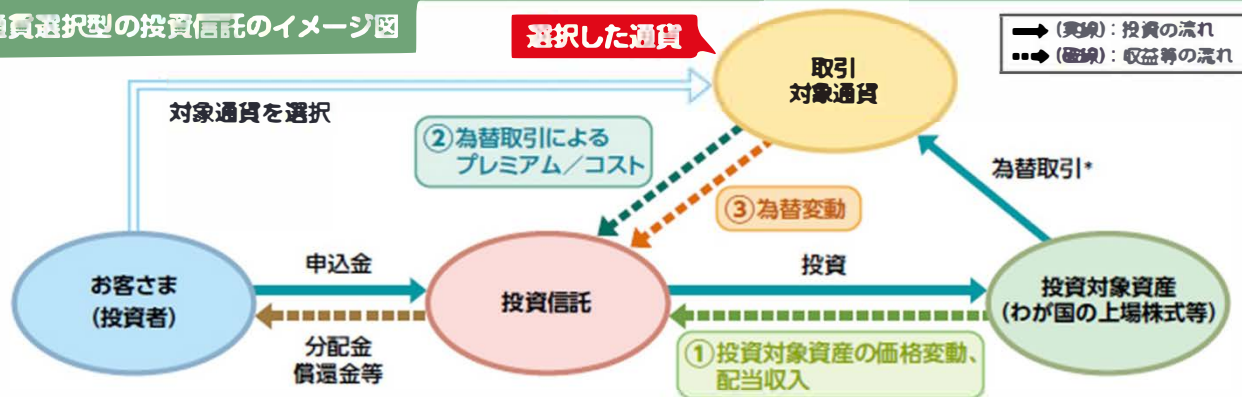 通貨選択型の投資信託のイメージ図
選択した通貨
(実線)：投資の流れ
(破線)：収益等の流れ
取引
対象通貨
対象通貨を選択
②為替取引による
プレミアム／コスト
為替取引*
③為替変動
お客さま
(投資者)
申込金
分配金
償還金等
投資信託
投資
①投資対象資産の価格変動、
配当収入
投資対象資産
(わが国の上場株式等)